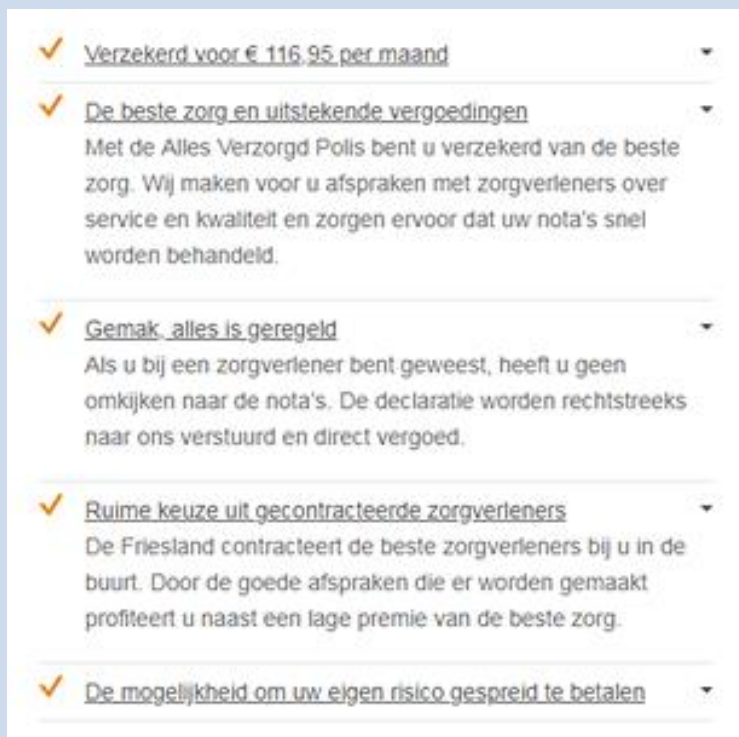 Verzekerd voor € 116,95 per maand
De beste zorg en uitstekende vergoedingen
Met de Alles Verzorgd Polis bent u verzekerd van de beste
zorg. Wij maken voor u afspraken met zorgverleners over
service en kwaliteit en zorgen ervoor dat uw nota's snel
worden behandeld.
Gemak, alles is geregeld
Als u bij een zorgverlener bent geweest, heeft u geen
omkijken naar de nota's. De declaratie worden rechtstreeks
naar ons verstuurd en direct vergoed.
Ruime keuze uit gecontracteerde zorgverleners
De Friesland contracteert de beste zorgverleners bij u in de
buurt. Door de goede afspraken die er worden gemaakt
profiteert u naast een lage premie van de beste zorg.
De mogelijkheid om uw eigen risico gespreid te betalen